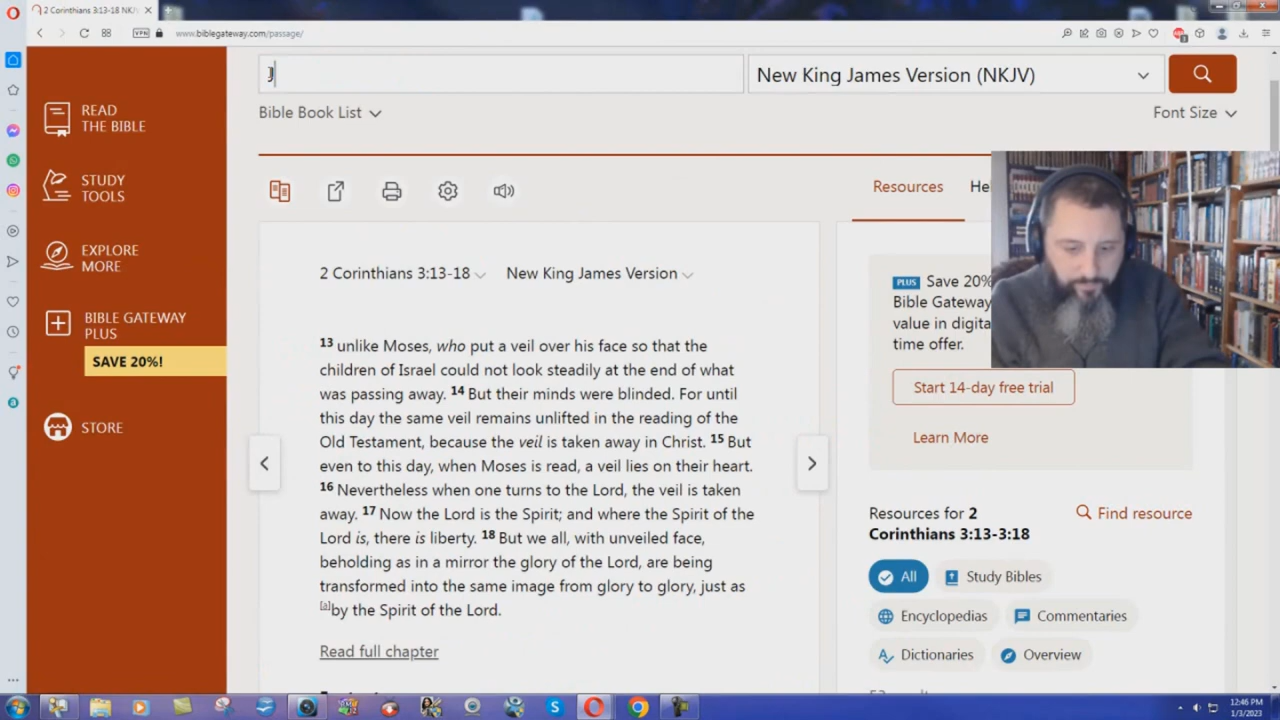 2 Corinthians 3:13-18 NKJ
VPN
www.biblegateway.com/passage/
J
New King James Version (NKJV)
Bible Book List
Font Size
READ
THE BIBLE
STUDY
TOOLS
EXPLORE
MORE
BIBLE GATEWAY
PLUS
SAVE 20%!
STORE
Resources
2 Corinthians 3:13-18
New King James Version
13 unlike Moses, who put a veil over his face so that the
children of Israel could not look steadily at the end of what
was passing away. 14 But their minds were blinded. For until
this day the same veil remains unlifted in the reading of the
Old Testament, because the veil is taken away in Christ. 15 But
even to this day, when Moses is read, a veil lies on their heart.
16 Nevertheless when one turns to the Lord, the veil is taken
away. 17 Now the Lord is the Spirit; and where the Spirit of the
Lord is, there is liberty. 18 But we all, with unveiled face,
beholding as in a mirror the glory of the Lord, are being
transformed into the same image from glory to glory, just as
[a]by the Spirit of the Lord.
Read full chapter
PLUS Save 20%
Bible Gateway
value in digita
time offer.
Start 14-day free trial
Learn More
Resources for 2
Corinthians 3:13-3:18
Find resource
All
Study Bibles
Encyclopedias
Commentaries
Dictionaries
Overview
12:46 PM
1/3/2023